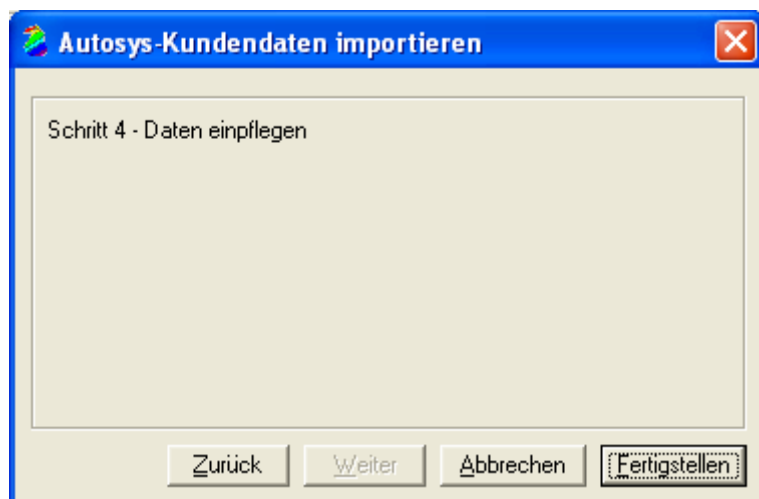 Autosys-Kundendaten importieren
Schritt 4 - Daten einpflegen
Zurück Weiter Abbrechen Fertigstellen